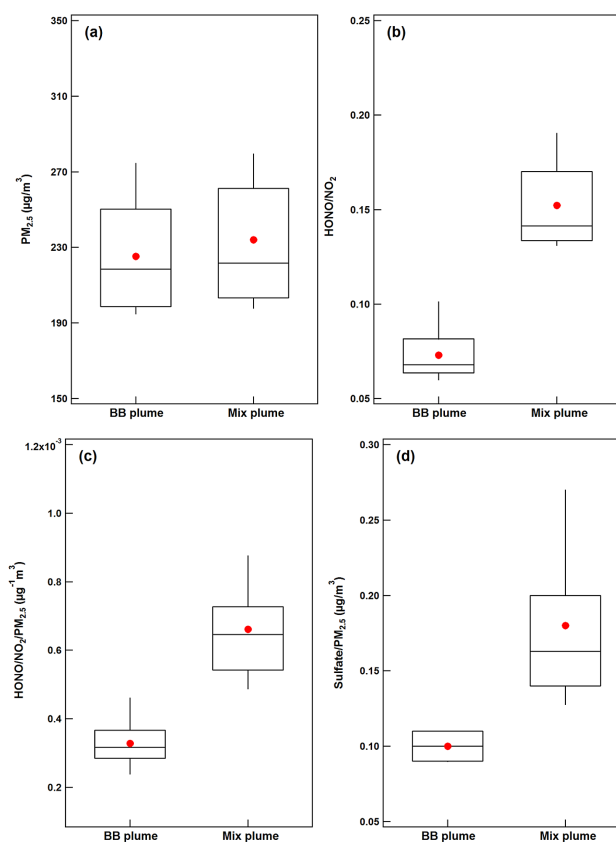 (a)
PM2.5 (µg/m3)
350
310
270
230
190
150
BB plume Mix plume
(b)
HONO/NO2
0.25
0.20
0.15
0.10
0.05
BB plume Mix plume
(c)
HONO/NO2/PM2.5 (µg-1 m3)
1.2x10-3
1.0
0.8
0.6
0.4
0.2
BB plume Mix plume
(d)
Sulfate/PM2.5 (µg/m3)
0.30
0.25
0.20
0.15
0.10
0.05
BB plume Mix plume